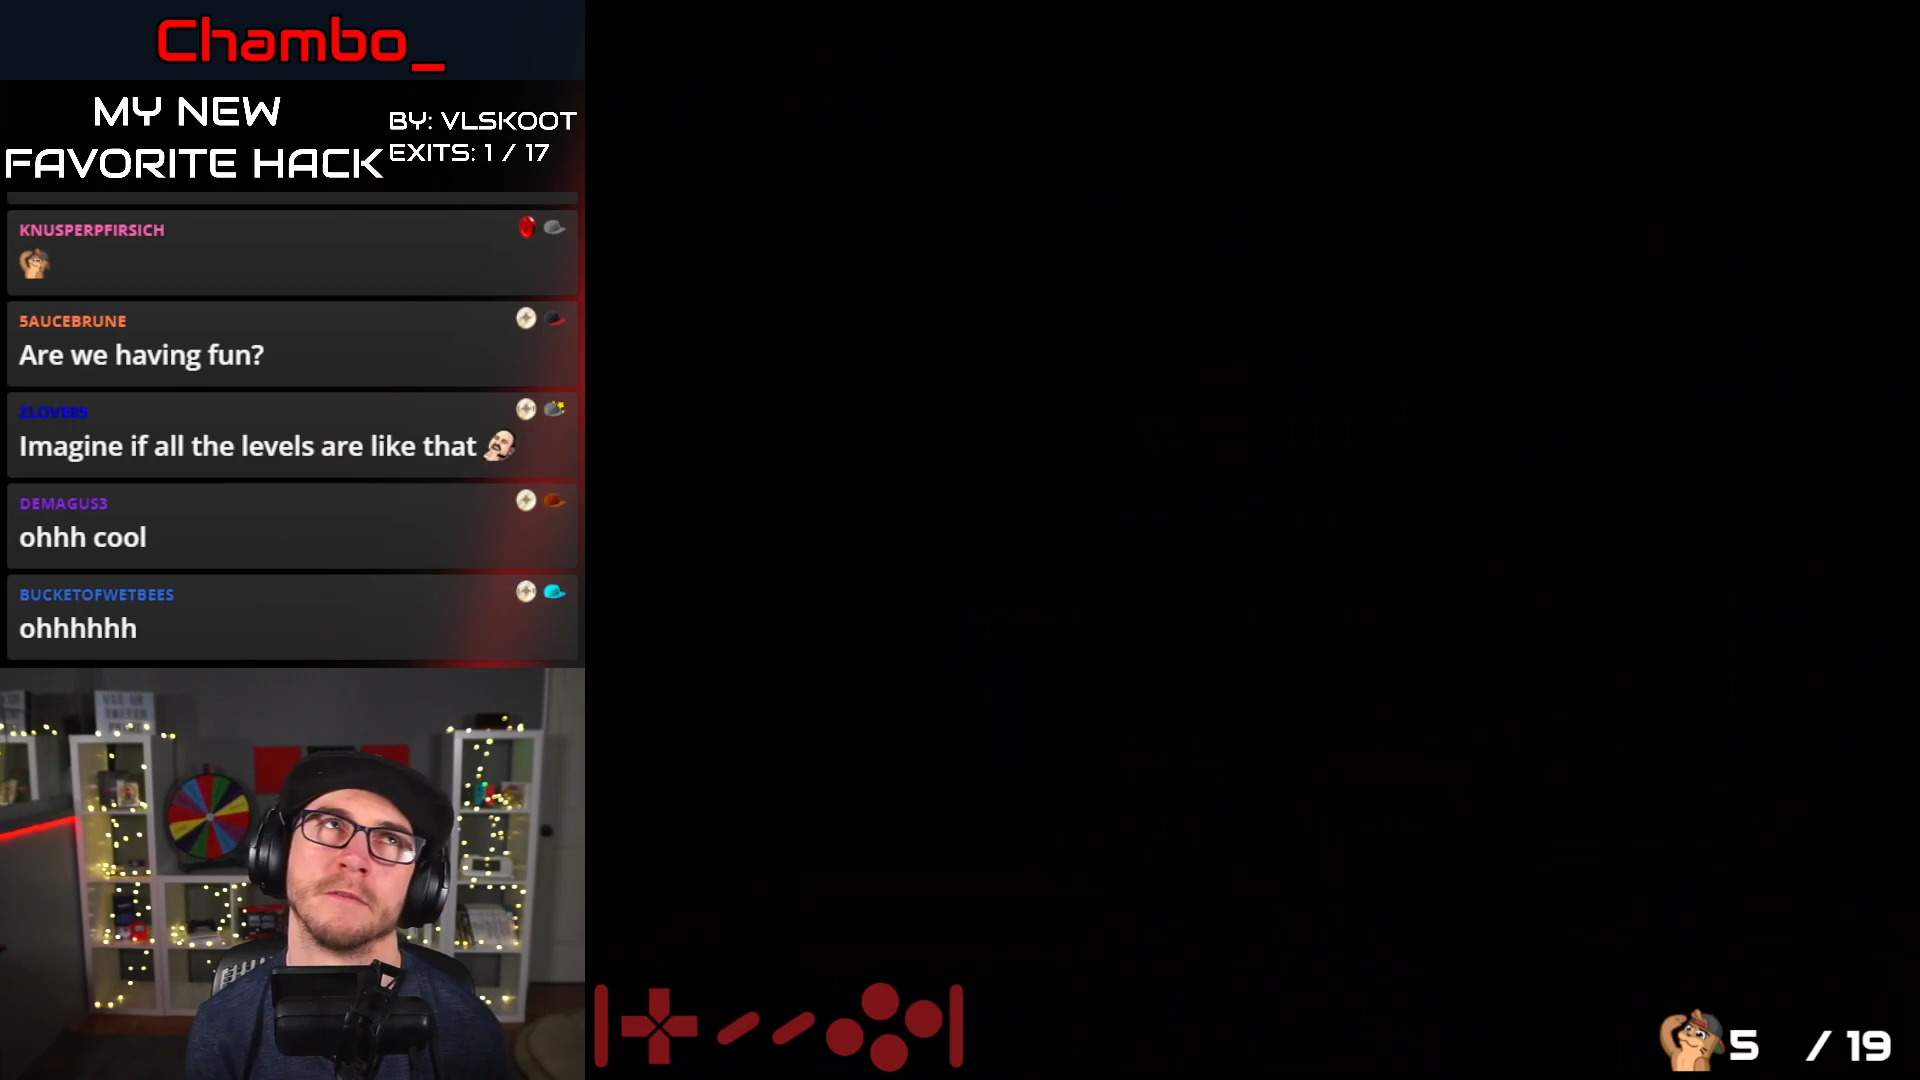 Chambo_
MY NEW
FAVORITE HACK
BY: VLSKOOT
EXITS: 1 / 17
KNUSPERPFIRSICH
5AUCEBRUNE
Are we having fun?
ZLOVE85
Imagine if all the levels are like that
DEMAGUS3
ohhh cool
BUCKETOFWETBEES
ohhhhhh
5 / 19